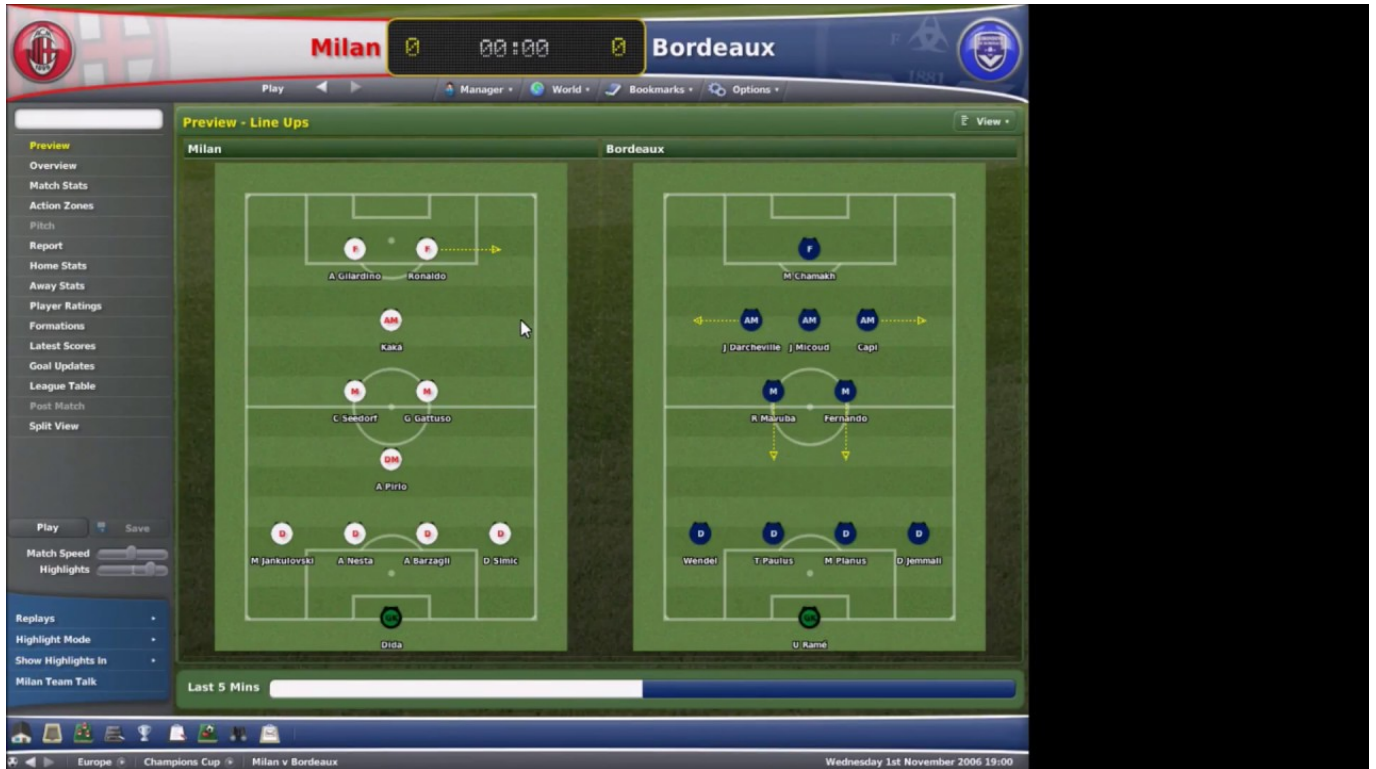 Milan 0 00:00 0 Bordeaux
1899
F
1881
Play Manager World Bookmarks Options
Preview - Line Ups View
Preview
Overview
Match Stats
Action Zones
Pitch
Report
Home Stats
Away Stats
Player Ratings
Formations
Latest Scores
Goal Updates
League Table
Post Match
Split View
Play Save
Match Speed
Highlights
Replays
Highlight Mode
Show Highlights In
Milan Team Talk
Milan
F F
A Gilardino Ronaldo
AM
Kaká
M M
C Seedorf G Gattuso
DM
A Pirlo
D D D D
M Jankulovski A Nesta A Barzagli D Simic
GK
Dida
Bordeaux
F
M Chamakh
AM AM AM
J Darcheville J Micoud Capi
M M
R Mavuba Fernando
D D D D
Wendel T Paulus M Planus D Jemmali
GK
U Ramé
Last 5 Mins
Europe Champions Cup Milan v Bordeaux Wednesday 1st November 2006 19:00